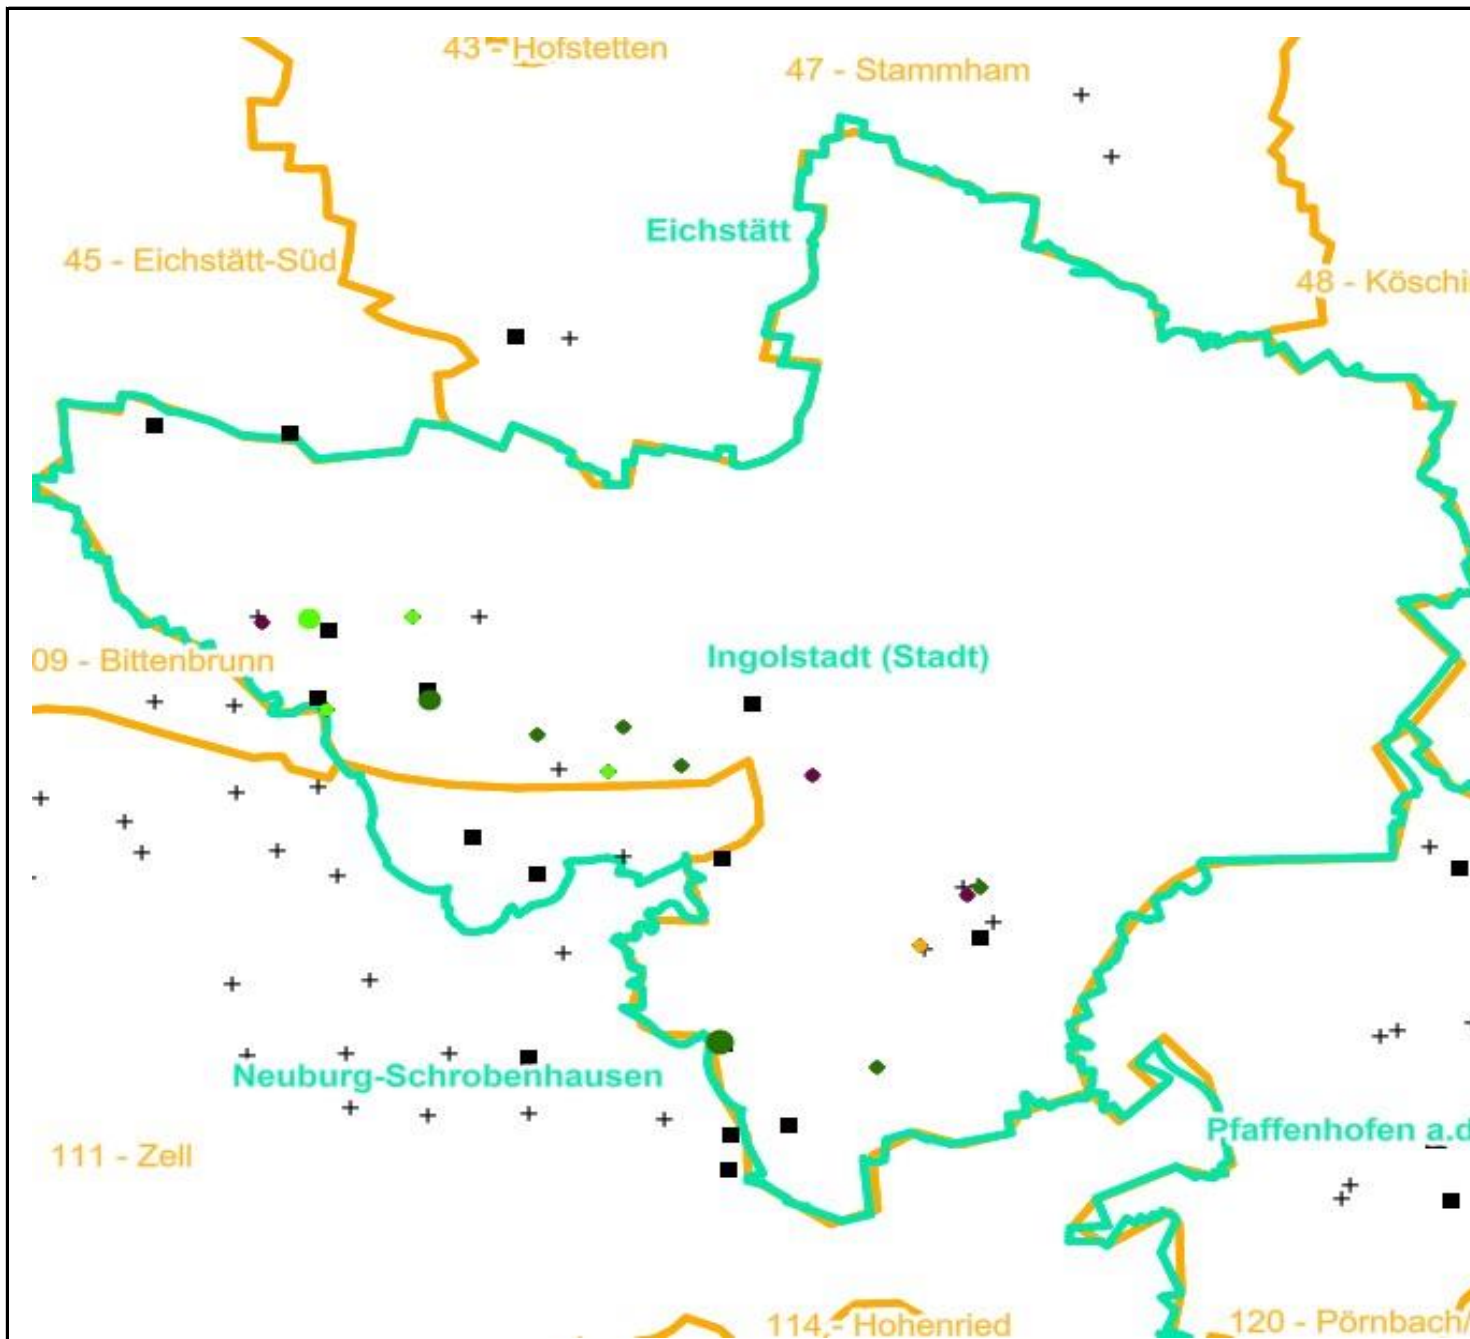 43 - Hofstetten
47 - Stammham
Eichstätt
45 - Eichstätt-Süd
48 - Köschi
09 - Bittenbrunn
Ingolstadt (Stadt)
Neuburg-Schrobenhausen
Pfaffenhofen a.d
111 - Zell
114 - Hohenried
120 - Pörnbach/